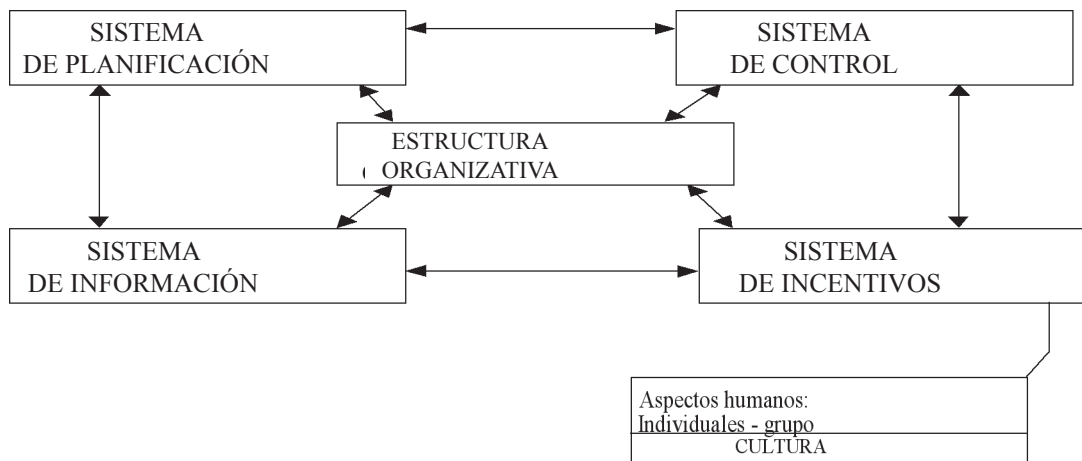 SISTEMA
DE PLANIFICACIÓN
SISTEMA
DE CONTROL
ESTRUCTURA
( ORGANIZATIVA
SISTEMA
DE INFORMACIÓN
SISTEMA
DE INCENTIVOS
Aspectos humanos:
Individuales - grupo
CULTURA